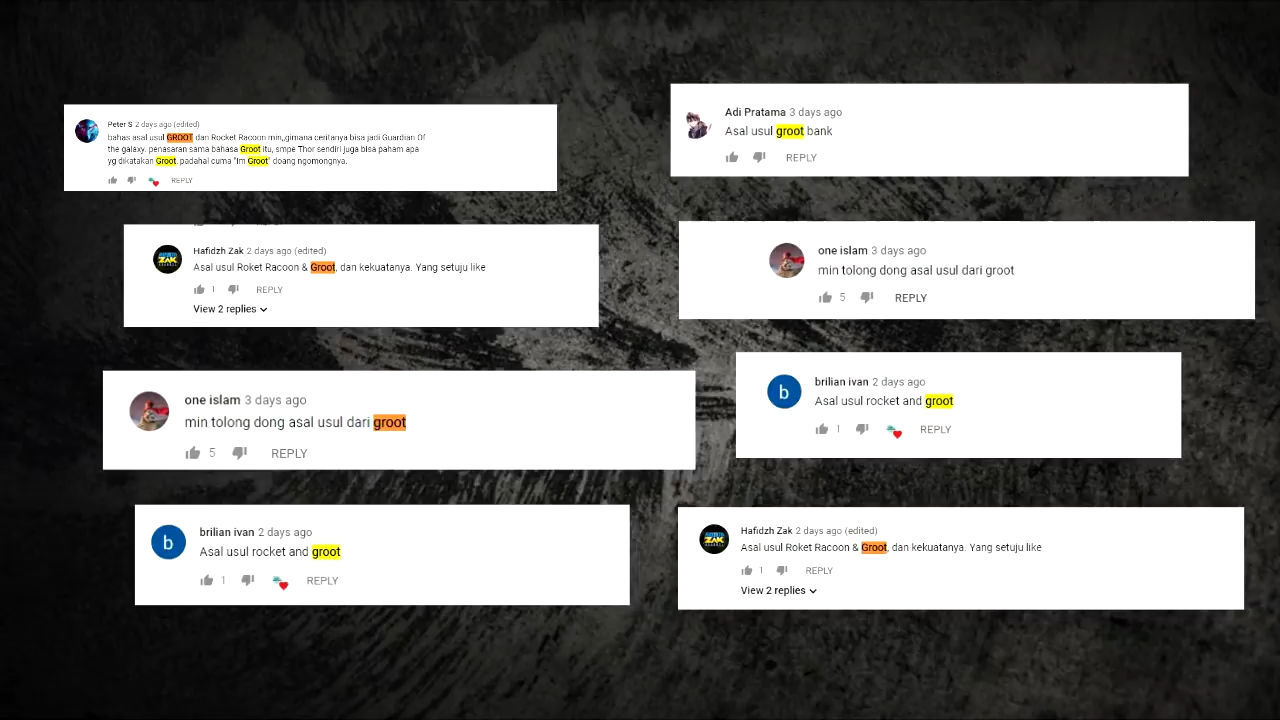 Peter S 2 days ago (edited)
bahas asal usul GROOT dan Rocket Racoon min,,gimana ceritanya bisa jadi Guardian Of
the galaxy. penasaran sama bahasa Groot itu, smpe Thor sendiri juga bisa paham apa
yg dikatakan Groot. padahal cuma "Im Groot" doang ngomongnya.
REPLY
Hafidzh Zak 2 days ago (edited)
Asal usul Roket Racoon & Groot, dan kekuatanya. Yang setuju like
1 REPLY
View 2 replies
one islam 3 days ago
min tolong dong asal usul dari groot
5 REPLY
b
brilian ivan 2 days ago
Asal usul rocket and groot
1 REPLY
Adi Pratama 3 days ago
Asal usul groot bank
REPLY
one islam 3 days ago
min tolong dong asal usul dari groot
5 REPLY
b
brilian ivan 2 days ago
Asal usul rocket and groot
1 REPLY
ZAK
Hafidzh Zak 2 days ago (edited)
Asal usul Roket Racoon & Groot, dan kekuatanya. Yang setuju like
1 REPLY
View 2 replies